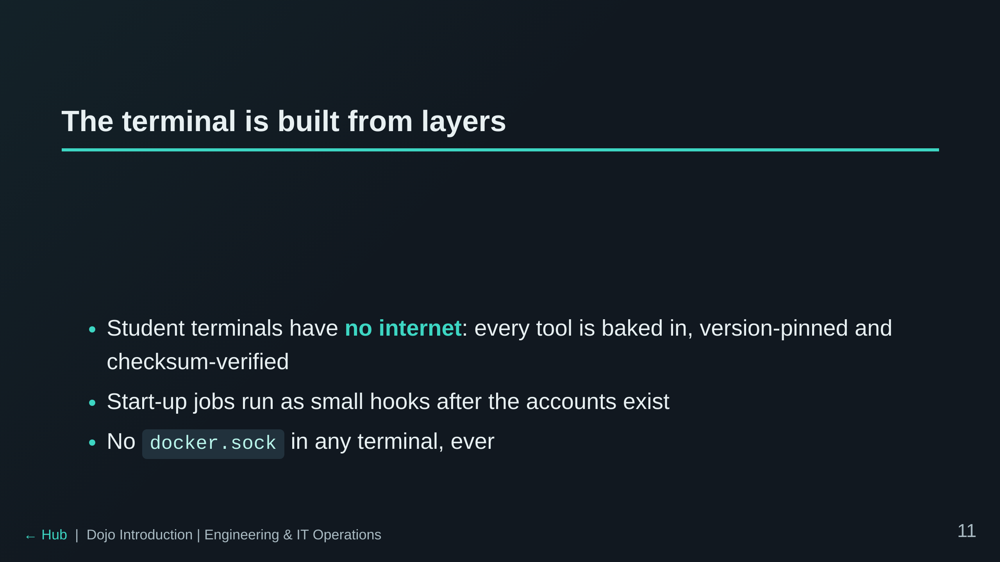 The terminal is built from layers
• Student terminals have no internet: every tool is baked in, version-pinned and
checksum-verified
• Start-up jobs run as small hooks after the accounts exist
• No docker.sock in any terminal, ever
← Hub | Dojo Introduction | Engineering & IT Operations
11